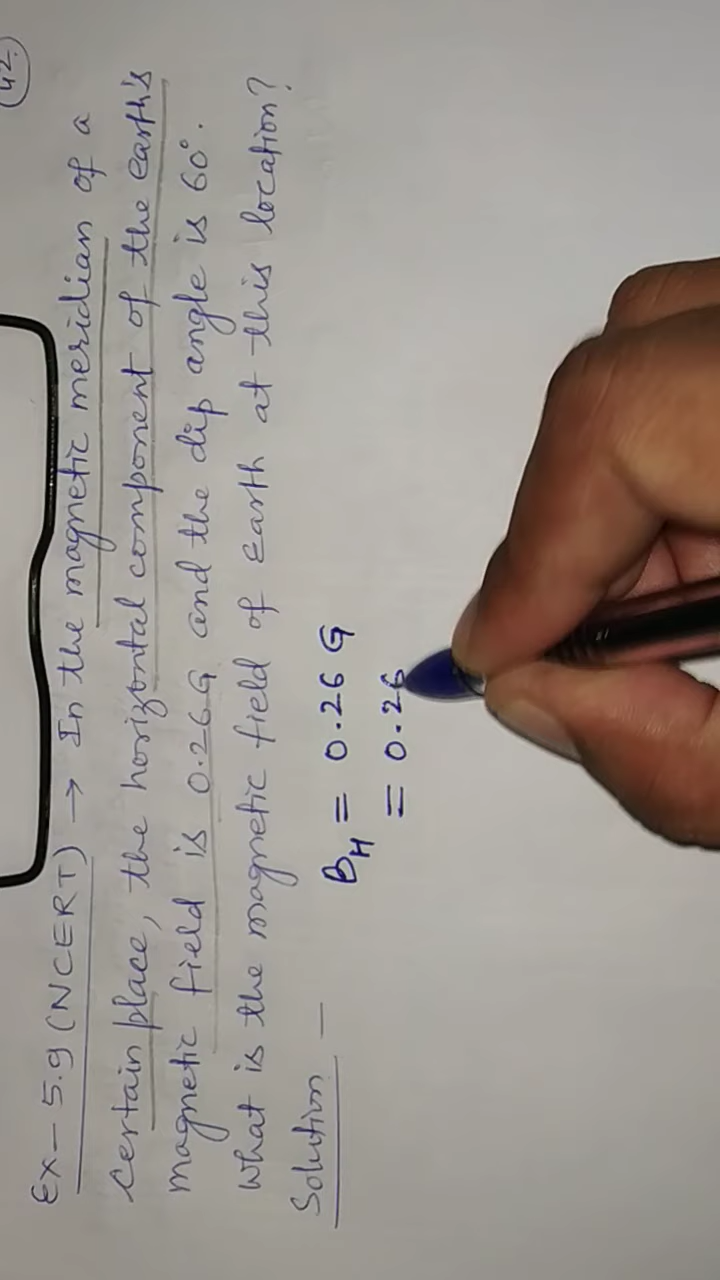 42
Ex- 5.9 (NCERT) → In the magnetic meridian of a
certain place, the horizontal component of the earth's
magnetic field is 0.26G and the dip angle is 60°.
What is the magnetic field of Earth at this location?
Solution -
BH = 0.26 G
= 0.26